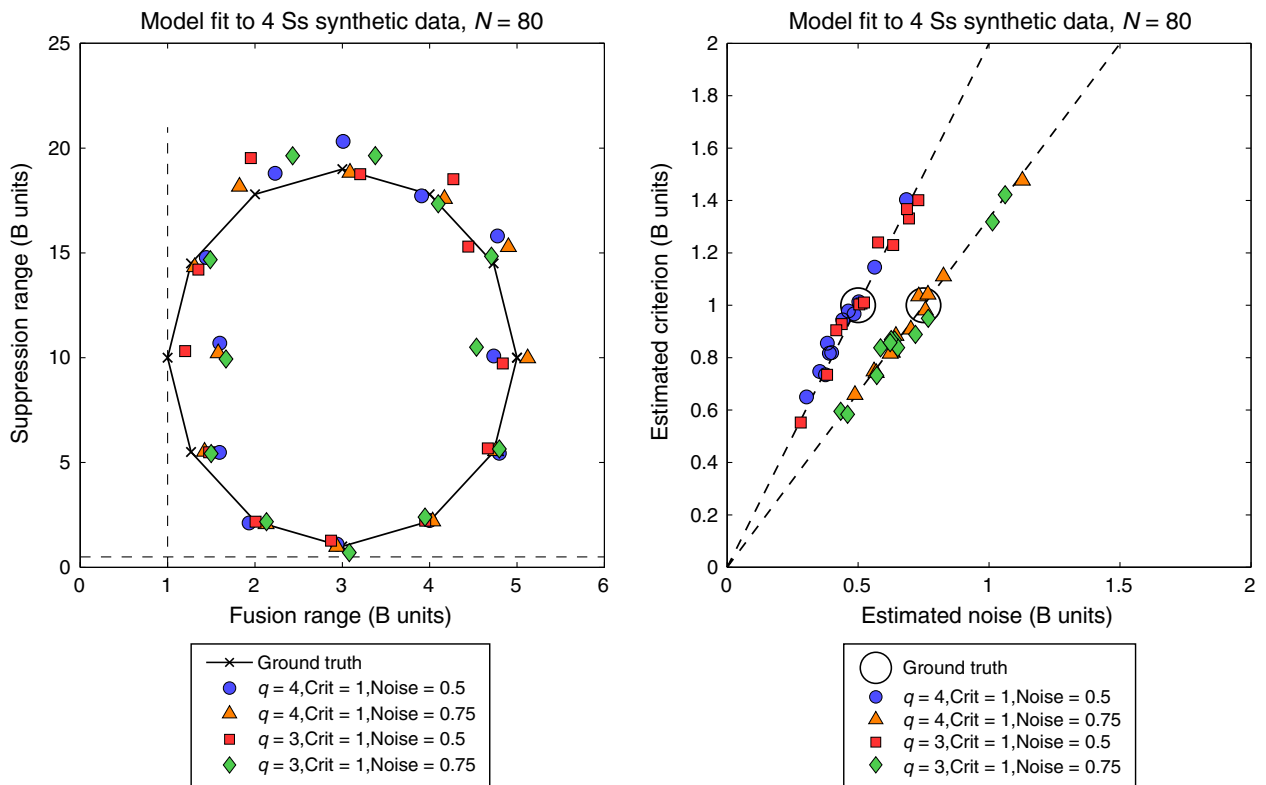 Model fit to 4 Ss synthetic data, N = 80
25
20
15
10
5
0
Suppression range (B units)
0 1 2 3 4 5 6
Fusion range (B units)
Ground truth
q = 4,Crit = 1,Noise = 0.5
q = 4,Crit = 1,Noise = 0.75
q = 3,Crit = 1,Noise = 0.5
q = 3,Crit = 1,Noise = 0.75
Model fit to 4 Ss synthetic data, N = 80
2
1.8
1.6
1.4
1.2
1
0.8
0.6
0.4
0.2
0
Estimated criterion (B units)
0 0.5 1 1.5 2
Estimated noise (B units)
Ground truth
q = 4,Crit = 1,Noise = 0.5
q = 4,Crit = 1,Noise = 0.75
q = 3,Crit = 1,Noise = 0.5
q = 3,Crit = 1,Noise = 0.75